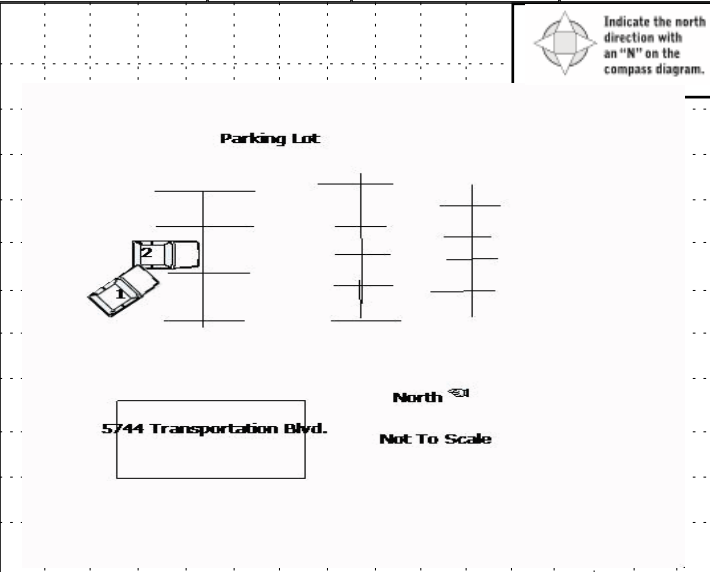 Indicate the north
direction with
an “N” on the
compass diagram.
Parking Lot
2
1
North
5744 Transportation Blvd.
Not To Scale